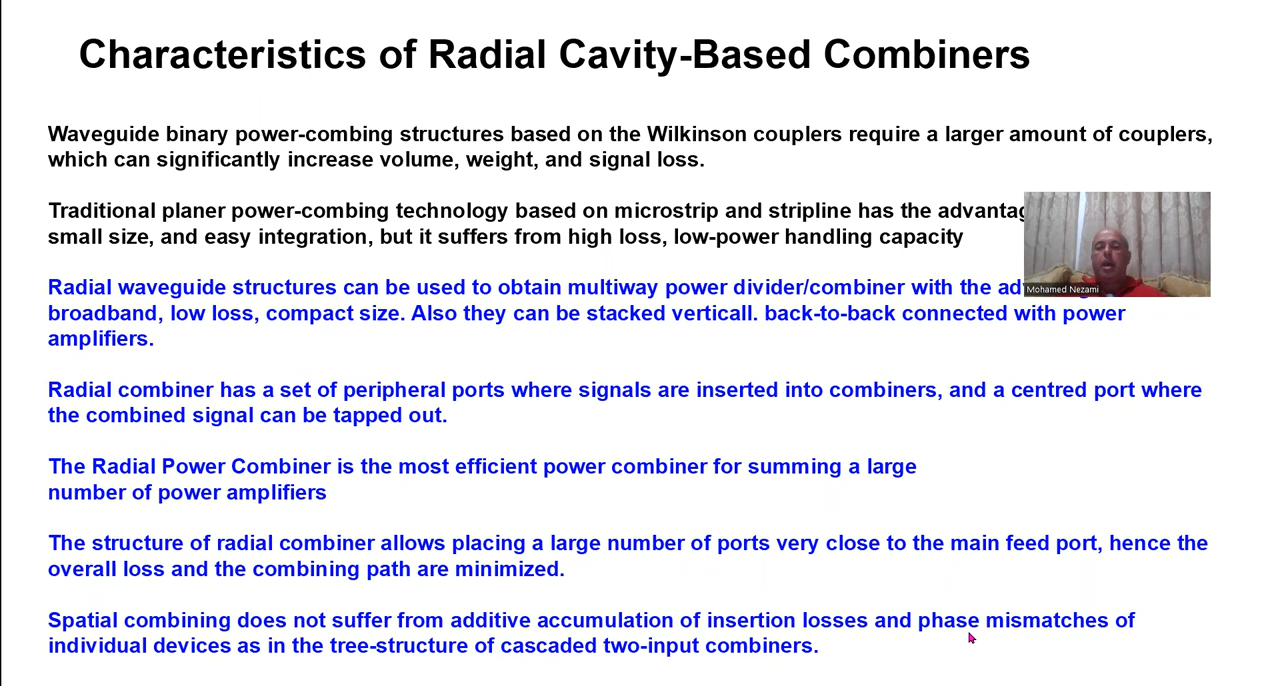 Characteristics of Radial Cavity-Based Combiners
Waveguide binary power-combing structures based on the Wilkinson couplers require a larger amount of couplers,
which can significantly increase volume, weight, and signal loss.
Traditional planer power-combing technology based on microstrip and stripline has the
small size, and easy integration, but it suffers from high loss, low-power handling capacity
Mohamed Nezami
Radial waveguide structures can be used to obtain multiway power divider/combiner with the
broadband, low loss, compact size. Also they can be stacked verticall. back-to-back connected with power
amplifiers.
Radial combiner has a set of peripheral ports where signals are inserted into combiners, and a centred port where
the combined signal can be tapped out.
The Radial Power Combiner is the most efficient power combiner for summing a large
number of power amplifiers
The structure of radial combiner allows placing a large number of ports very close to the main feed port, hence the
overall loss and the combining path are minimized.
Spatial combining does not suffer from additive accumulation of insertion losses and phase mismatches of
individual devices as in the tree-structure of cascaded two-input combiners.